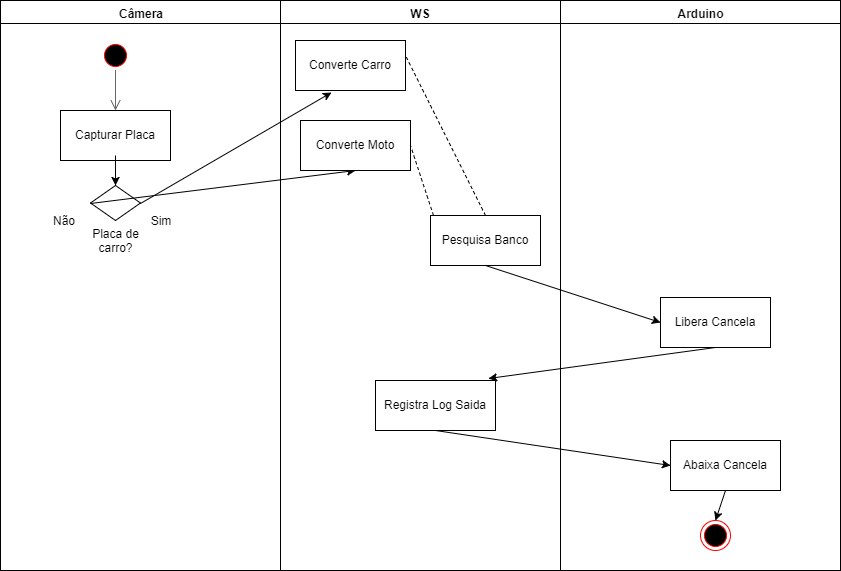 Câmera
WS
Arduino
Converte Carro
Capturar Placa
Converte Moto
Não
Sim
Placa de
carro?
Pesquisa Banco
Libera Cancela
Registra Log Saida
Abaixa Cancela